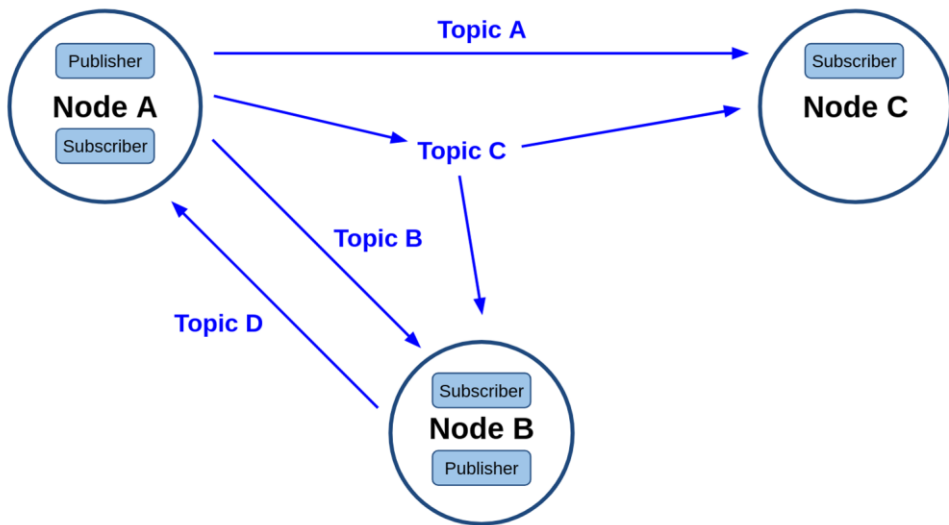 Topic A
Publisher
Node A
Subscriber
Subscriber
Node C
Topic C
Topic B
Topic D
Subscriber
Node B
Publisher